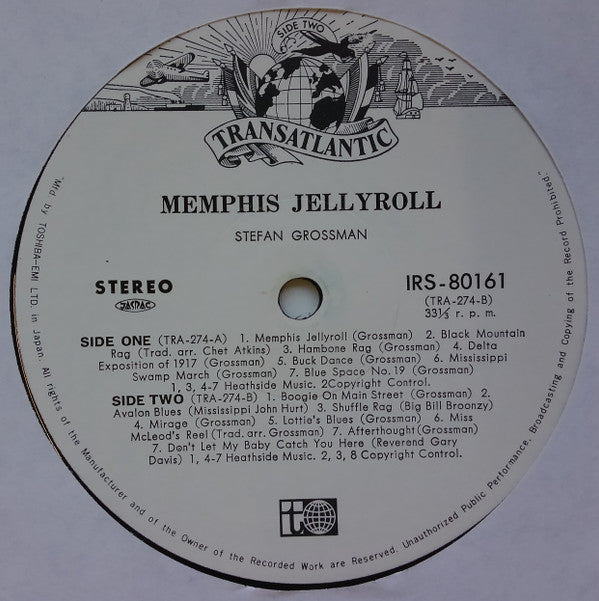 SIDE TWO
TRANSATLANTIC
MEMPHIS JELLYROLL
STEFAN GROSSMAN
STEREO
JASRAC
IRS-80161
(TRA-274-B)
33⅓ r. p. m.
SIDE ONE (TRA-274-A) 1. Memphis Jellyroll (Grossman) 2. Black Mountain
Rag (Trad. arr. Chet Atkins) 3. Hambone Rag (Grossman) 4. Delta
Exposition of 1917 (Grossman) 5. Buck Dance (Grossman) 6. Mississippi
Swamp March (Grossman) 7. Blue Space No.19 (Grossman)
1, 3, 4-7 Heathside Music. 2Copyright Control.
SIDE TWO (TRA-274-B) 1. Boogie On Main Street (Grossman) 2.
Avalon Blues (Mississippi John Hurt) 3. Shuffle Rag (Big Bill Broonzy)
4. Mirage (Grossman) 5. Lottie's Blues (Grossman) 6. Miss
McLeod's Reel (Trad. arr. Grossman) 7. Afterthought (Grossman)
7. Don't Let My Baby Catch You Here (Reverend Gary
Davis) 1, 4-7 Heathside Music. 2, 3, 8 Copyright Control.
"Mf'd by TOSHIBA-EMI LTD. in Japan. All rights of the Manufacturer and of the Owner of the Recorded Work are Reserved. Unauthorized Public Performance, Broadcasting and Copying of the Record Prohibited."